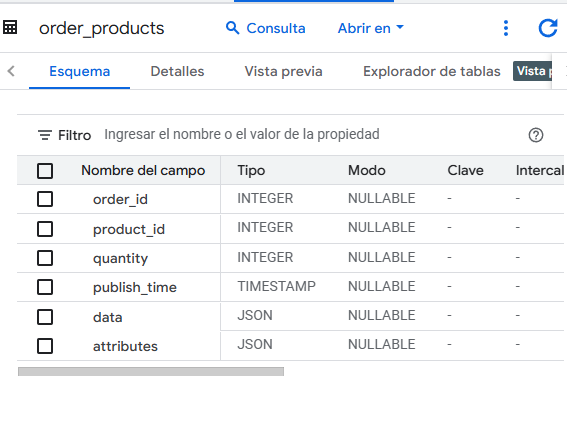 order_products Consulta Abrir en
Esquema Detalles Vista previa Explorador de tablas Vista
Filtro Ingresar el nombre o el valor de la propiedad
Nombre del campo Tipo Modo Clave Intercal
order_id INTEGER NULLABLE - -
product_id INTEGER NULLABLE - -
quantity INTEGER NULLABLE - -
publish_time TIMESTAMP NULLABLE - -
data JSON NULLABLE - -
attributes JSON NULLABLE - -